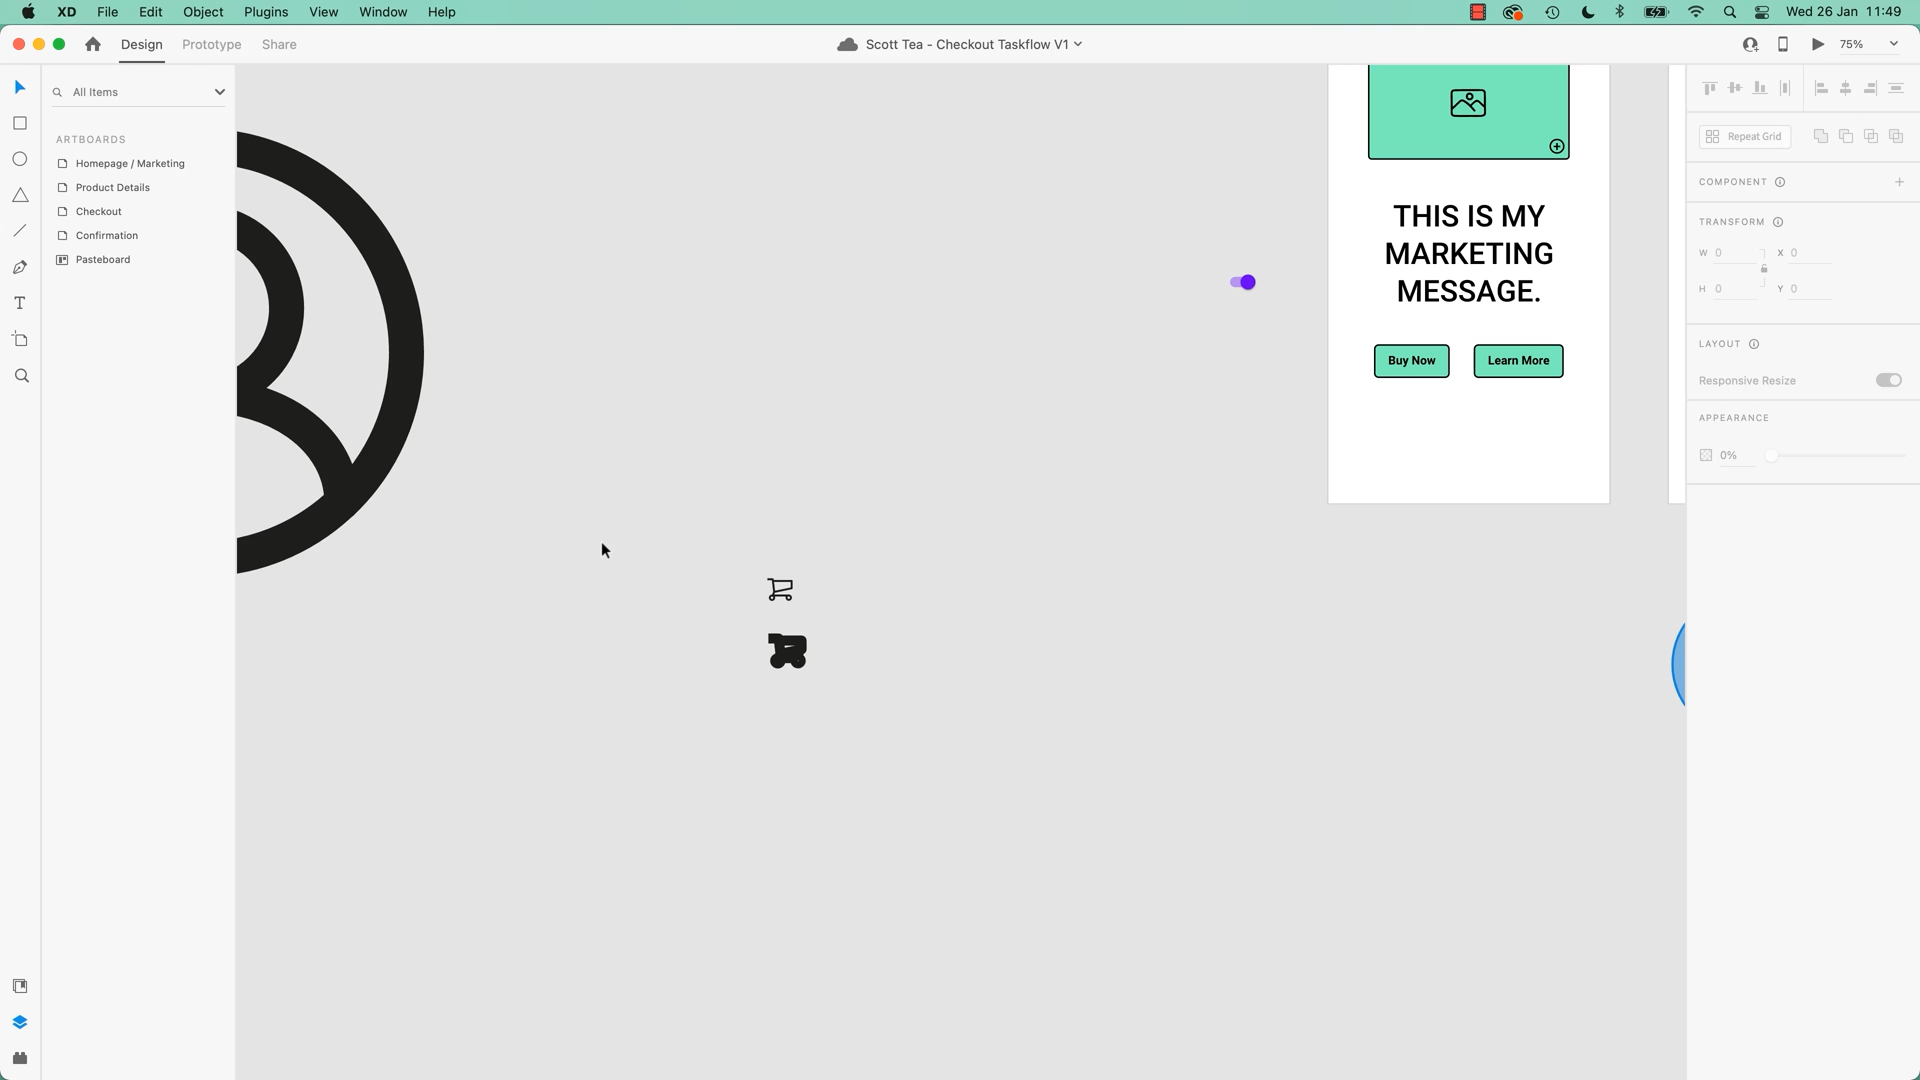 XD File Edit Object Plugins View Window Help Wed 26 Jan 11:49
Design Prototype Share Scott Tea - Checkout Taskflow V1 75%
All Items
ARTBOARDS
Homepage / Marketing
Product Details
Checkout
Confirmation
Pasteboard
THIS IS MY
MARKETING
MESSAGE.
Buy Now Learn More
Repeat Grid
COMPONENT
TRANSFORM
W 0 X 0
H 0 Y 0
LAYOUT
Responsive Resize
APPEARANCE
0%